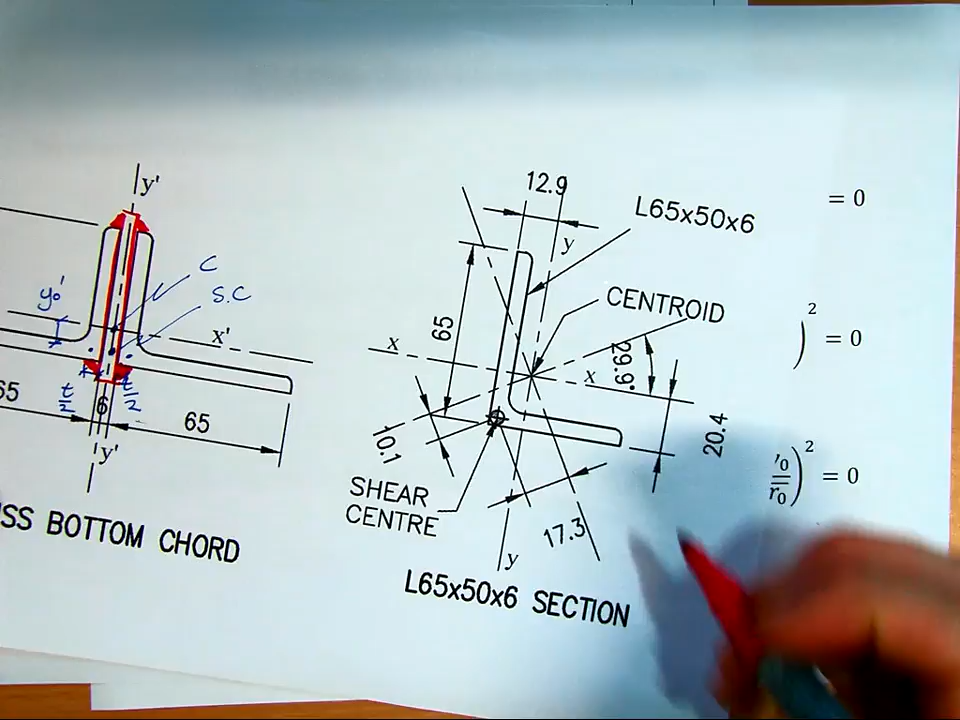 y'
C
S.C
yo'
x'
65
t/2
6
t/2
65
y'
SS BOTTOM CHORD
12.9
L65x50x6
y
CENTROID
65
x
x
29.9°
20.4
10.1
SHEAR
CENTRE
17.3
y
L65x50x6 SECTION
= 0
)² = 0
r̄₀)² = 0